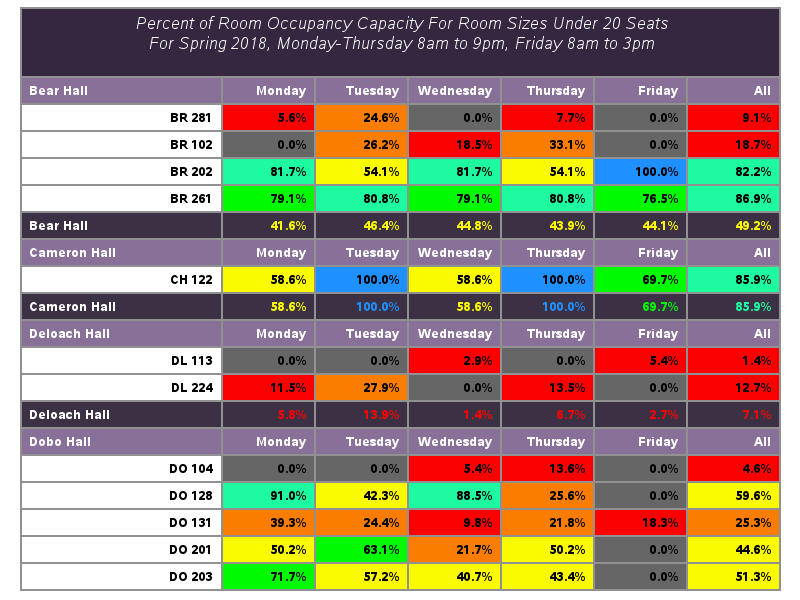 Percent of Room Occupancy Capacity For Room Sizes Under 20 Seats
For Spring 2018, Monday-Thursday 8am to 9pm, Friday 8am to 3pm
Bear Hall Monday Tuesday Wednesday Thursday Friday All
BR 281 5.6% 24.6% 0.0% 7.7% 0.0% 9.1%
BR 102 0.0% 26.2% 18.5% 33.1% 0.0% 18.7%
BR 202 81.7% 54.1% 81.7% 54.1% 100.0% 82.2%
BR 261 79.1% 80.8% 79.1% 80.8% 76.5% 86.9%
Bear Hall 41.6% 46.4% 44.8% 43.9% 44.1% 49.2%
Cameron Hall Monday Tuesday Wednesday Thursday Friday All
CH 122 58.6% 100.0% 58.6% 100.0% 69.7% 85.9%
Cameron Hall 58.6% 100.0% 58.6% 100.0% 69.7% 85.9%
Deloach Hall Monday Tuesday Wednesday Thursday Friday All
DL 113 0.0% 0.0% 2.9% 0.0% 5.4% 1.4%
DL 224 11.5% 27.9% 0.0% 13.5% 0.0% 12.7%
Deloach Hall 5.8% 13.9% 1.4% 6.7% 2.7% 7.1%
Dobo Hall Monday Tuesday Wednesday Thursday Friday All
DO 104 0.0% 0.0% 5.4% 13.6% 0.0% 4.6%
DO 128 91.0% 42.3% 88.5% 25.6% 0.0% 59.6%
DO 131 39.3% 24.4% 9.8% 21.8% 18.3% 25.3%
DO 201 50.2% 63.1% 21.7% 50.2% 0.0% 44.6%
DO 203 71.7% 57.2% 40.7% 43.4% 0.0% 51.3%